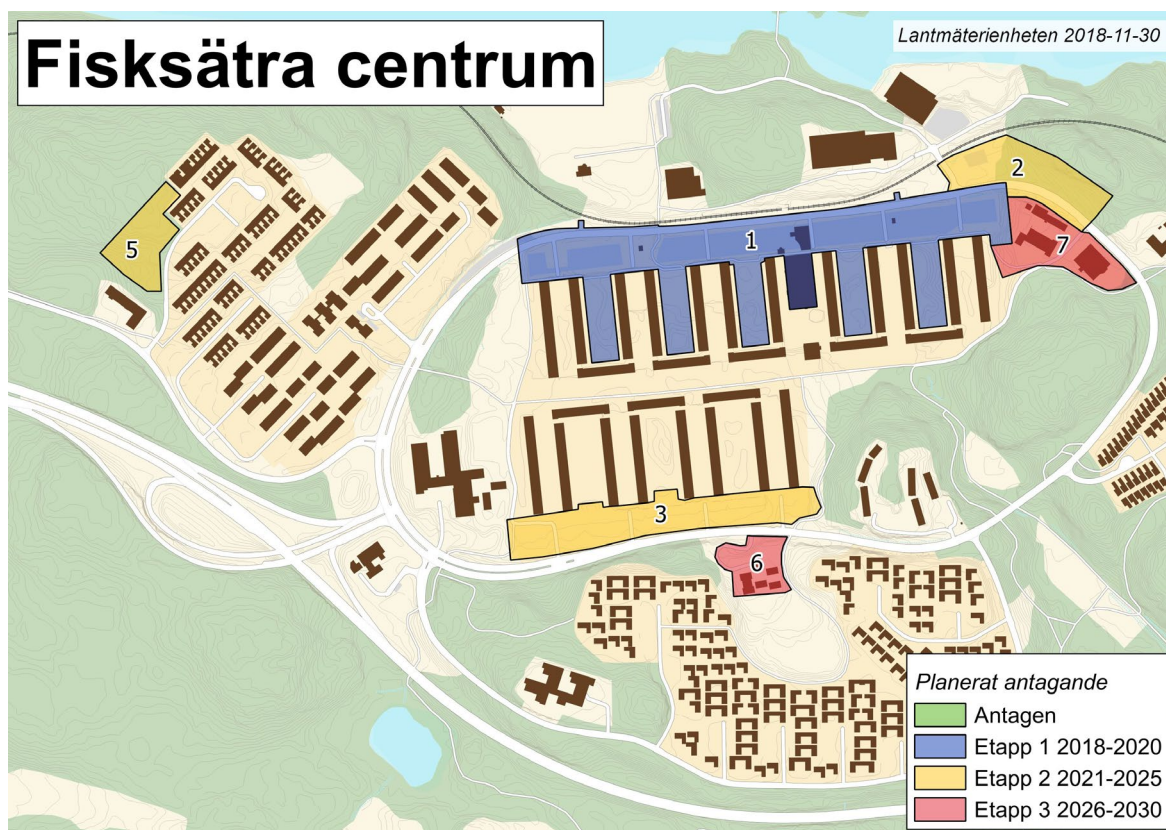 Fisksätra centrum
Lantmäterienheten 2018-11-30
2
5
1
7
3
6
Planerat antagande
Antagen
Etapp 1 2018-2020
Etapp 2 2021-2025
Etapp 3 2026-2030